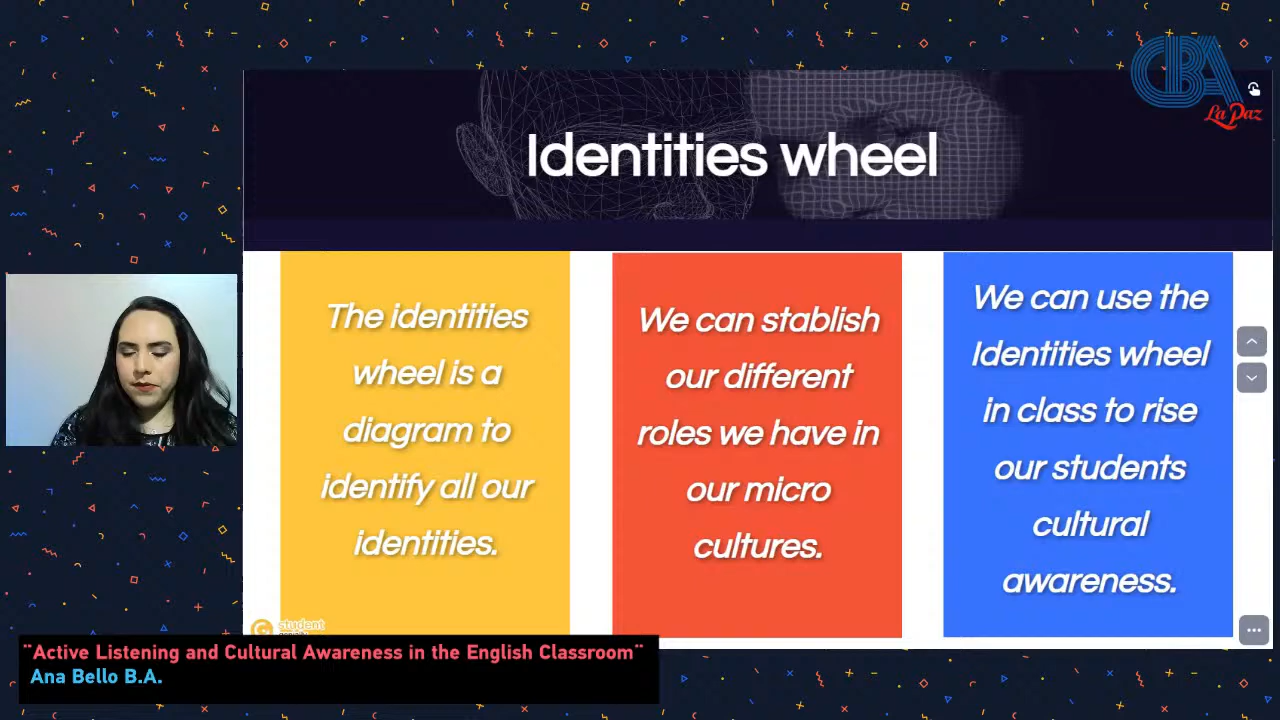 CBA
La Paz
Identities wheel
The identities
wheel is a
diagram to
identify all our
identities.
We can stablish
our different
roles we have in
our micro
cultures.
We can use the
Identities wheel
in class to rise
our students
cultural
awareness.
student
¨Active Listening and Cultural Awareness in the English Classroom¨
Ana Bello B.A.